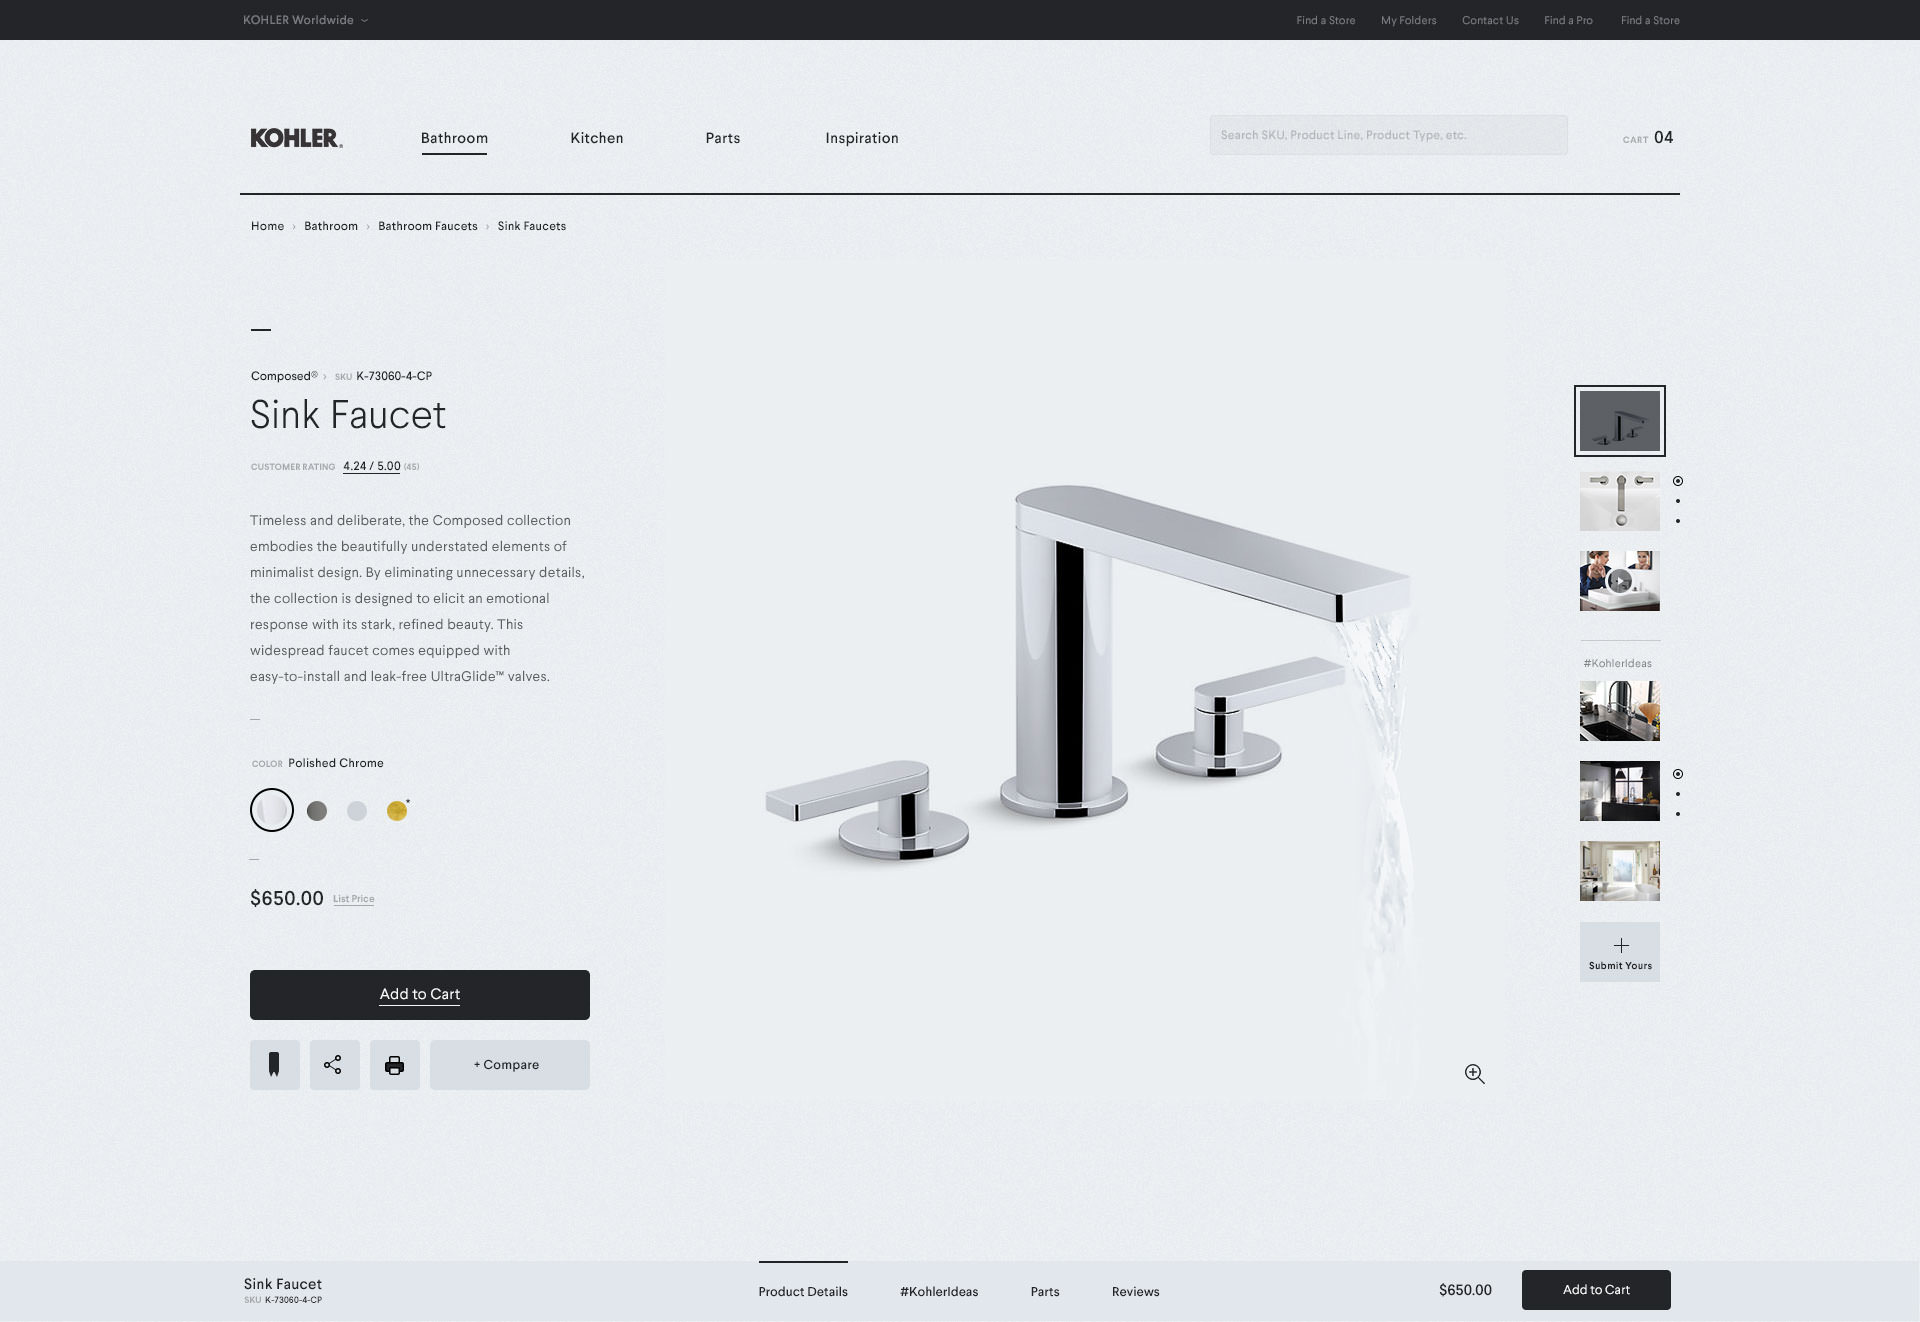 KOHLER Worldwide
Find a Store My Folders Contact Us Find a Pro Find a Store
KOHLER®
Bathroom Kitchen Parts Inspiration
Search SKU, Product Line, Product Type, etc.
CART 04
Home › Bathroom › Bathroom Faucets › Sink Faucets
Composed® › SKU K-73060-4-CP
Sink Faucet
CUSTOMER RATING 4.24 / 5.00 (45)
Timeless and deliberate, the Composed collection
embodies the beautifully understated elements of
minimalist design. By eliminating unnecessary details,
the collection is designed to elicit an emotional
response with its stark, refined beauty. This
widespread faucet comes equipped with
easy-to-install and leak-free UltraGlide™ valves.
COLOR Polished Chrome
*
$650.00 List Price
Add to Cart
+ Compare
#KohlerIdeas
Submit Yours
Sink Faucet
SKU K-73060-4-CP
Product Details #KohlerIdeas Parts Reviews
$650.00
Add to Cart